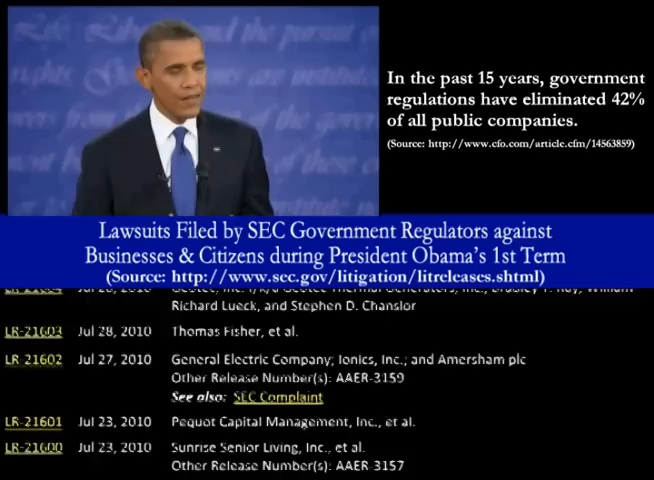 In the past 15 years, government
regulations have eliminated 42%
of all public companies.
(Source: http://www.cfo.com/article.cfm/14563859)
Lawsuits Filed by SEC Government Regulators against
Businesses & Citizens during President Obama's 1st Term
(Source: http://www.sec.gov/litigation/litreleases.shtml)
Richard Lueck, and Stephen D. Chanslor
LR-21603 Jul 28, 2010 Thomas Fisher, et al.
LR-21602 Jul 27, 2010 General Electric Company; Ionics, Inc.; and Amersham plc
Other Release Number(s): AAER-3159
See also: SEC Complaint
LR-21601 Jul 23, 2010 Pequot Capital Management, Inc., et al.
LR-21600 Jul 23, 2010 Sunrise Senior Living, Inc., et al.
Other Release Number(s): AAER-3157